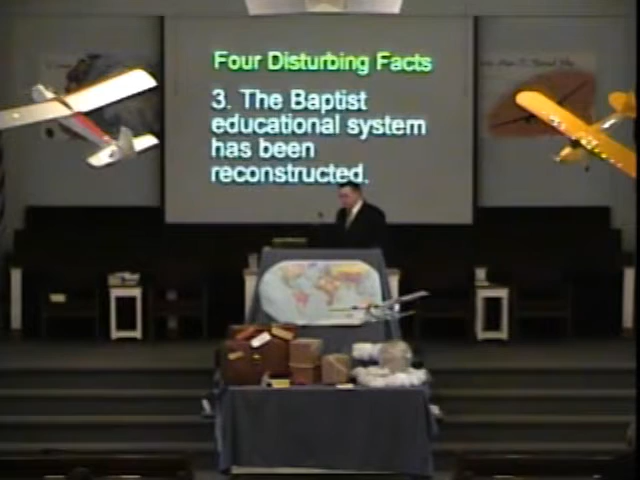 Four Disturbing Facts
3. The Baptist
educational system
has been
reconstructed.